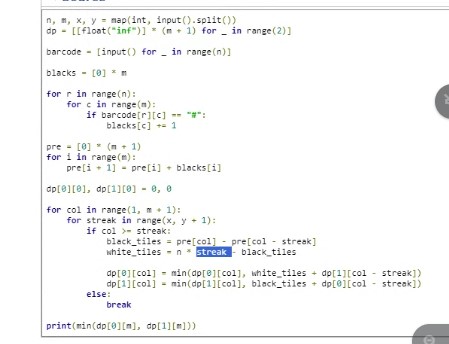 n, m, x, y = map(int, input().split())
dp = [[float("inf")] * (m + 1) for _ in range(2)]
barcode = [input() for _ in range(n)]
blacks = [0] * m
for r in range(n):
for c in range(m):
if barcode[r][c] == "#":
blacks[c] += 1
pre = [0] * (m + 1)
for i in range(m):
pre[i + 1] = pre[i] + blacks[i]
dp[0][0], dp[1][0] = 0, 0
for col in range(1, m + 1):
for streak in range(x, y + 1):
if col >= streak:
black_tiles = pre[col] - pre[col - streak]
white_tiles = n * streak - black_tiles
dp[0][col] = min(dp[0][col], white_tiles + dp[1][col - streak])
dp[1][col] = min(dp[1][col], black_tiles + dp[0][col - streak])
else:
break
print(min(dp[0][m], dp[1][m]))